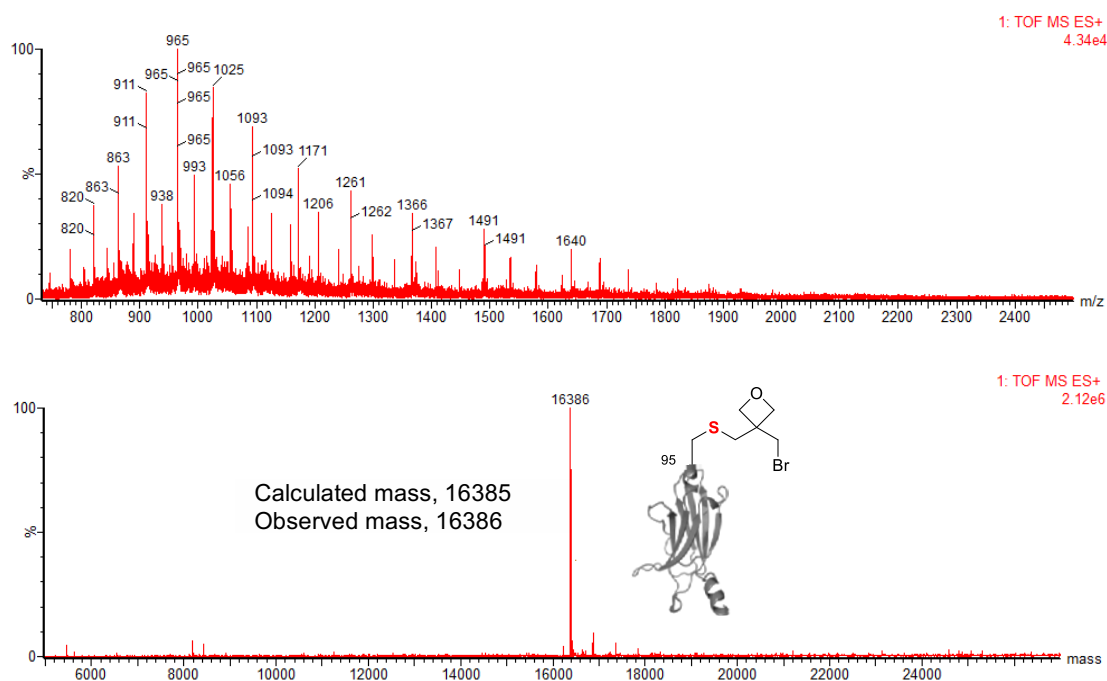 1: TOF MS ES+
4.34e4
100
%
0
965
965
965
1025
911
965
911
965
1093
863
993
1093
1171
863
938
1056
1094
1206
1261
1262
1366
1367
820
820
1491
1491
1640
800 900 1000 1100 1200 1300 1400 1500 1600 1700 1800 1900 2000 2100 2200 2300 2400
m/z
1: TOF MS ES+
2.12e6
100
%
0
16386
O
S
Br
95
Calculated mass, 16385
Observed mass, 16386
6000 8000 10000 12000 14000 16000 18000 20000 22000 24000
mass